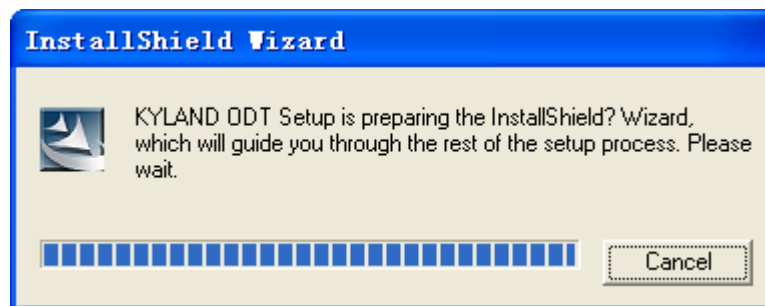 InstallShield Wizard
KYLAND ODT Setup is preparing the InstallShield? Wizard,
which will guide you through the rest of the setup process. Please
wait.
Cancel